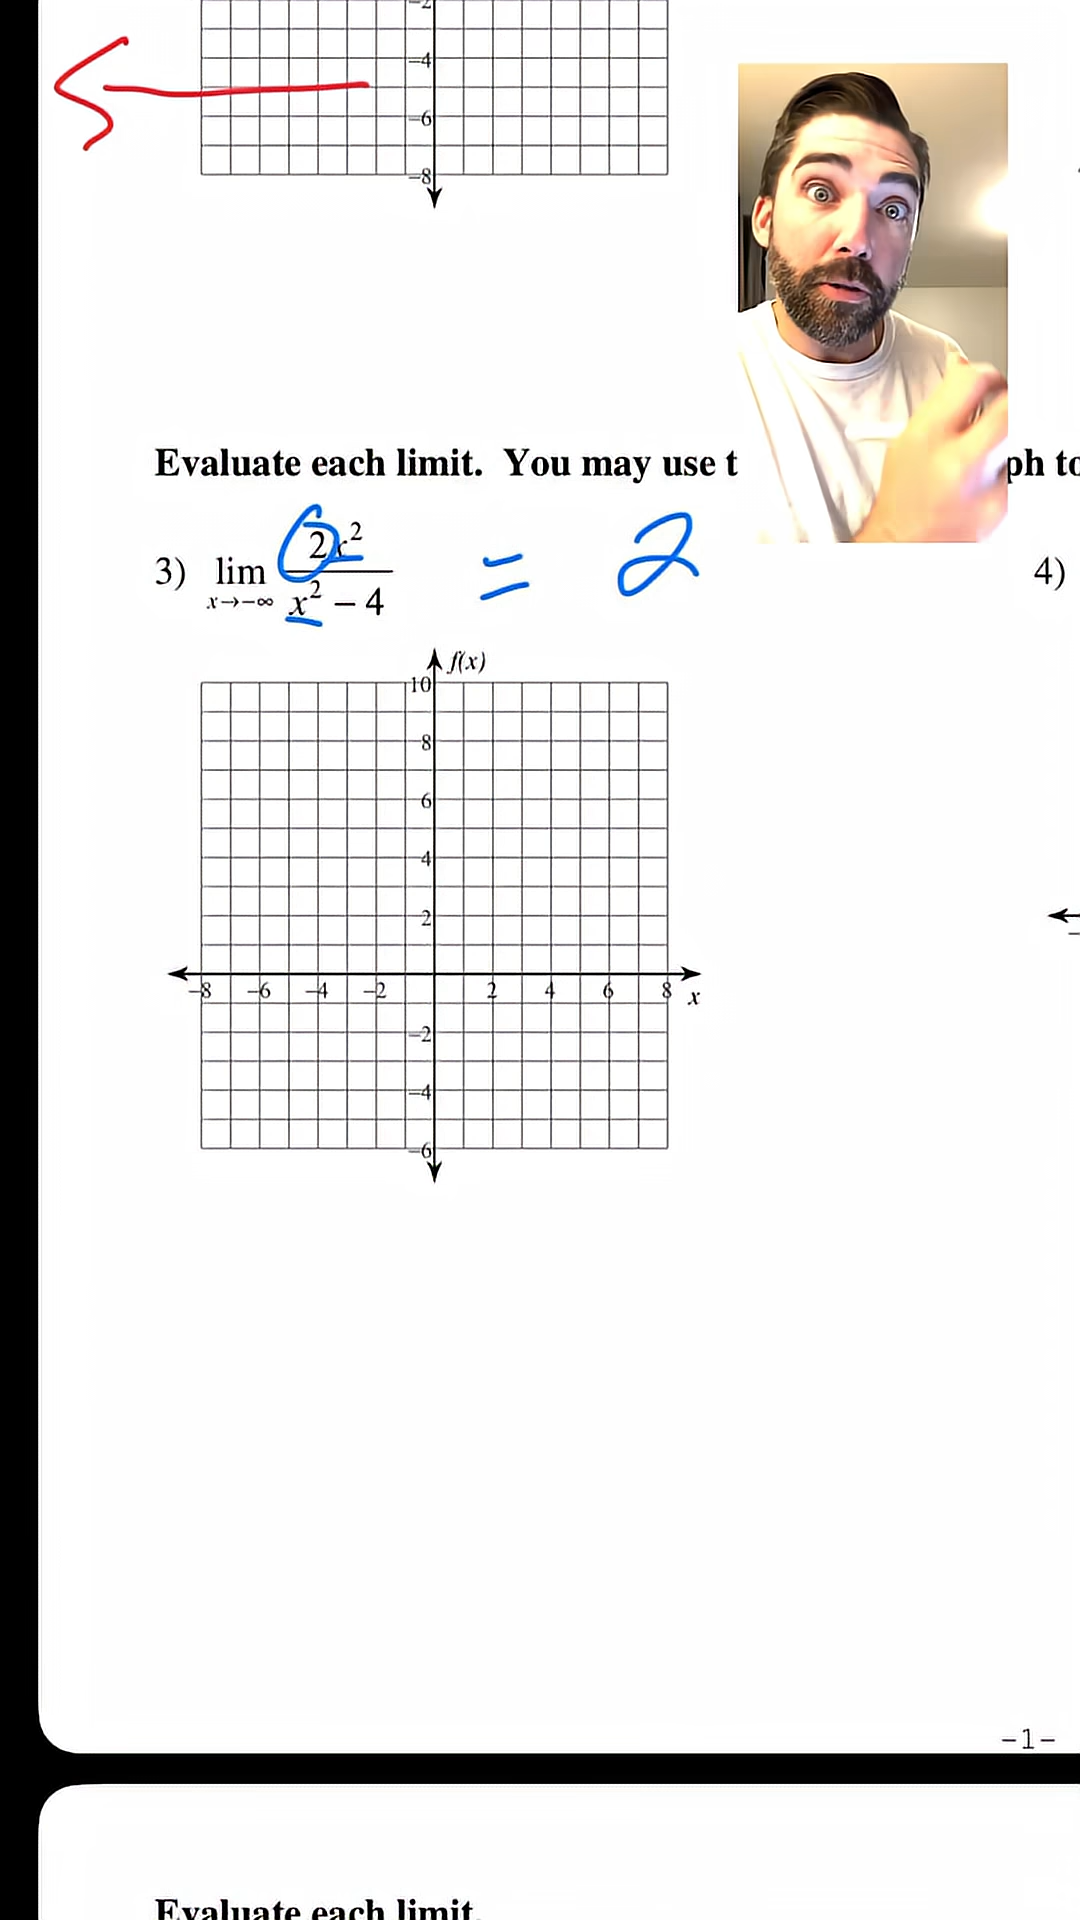 -2
-4
-6
-8
Evaluate each limit. You may use t
ph to
3) lim x→-∞ 2x² / x² - 4 = 2
4)
f(x)
10
8
6
4
2
-8 -6 -4 -2 2 4 6 8 x
-2
-4
-6
-1-
Evaluate each limit.